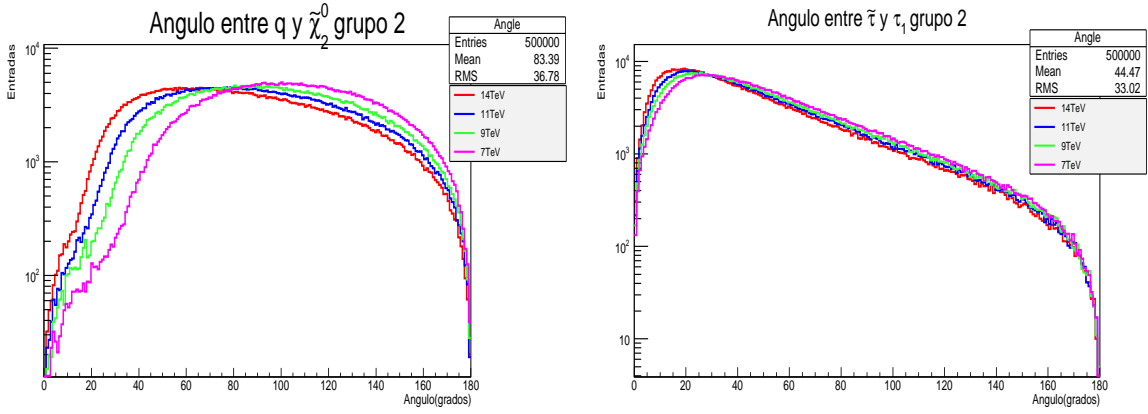 Angulo entre q y χ̃⁰₂ grupo 2
Angle
Entries 500000
Mean 83.39
RMS 36.78
14TeV
11TeV
9TeV
7TeV
Entradas
10⁴
10³
10²
0 20 40 60 80 100 120 140 160 180
Angulo(grados)
Angulo entre τ̃ y τ₁ grupo 2
Angle
Entries 500000
Mean 44.47
RMS 33.02
14TeV
11TeV
9TeV
7TeV
Entradas
10⁴
10³
10²
10
0 20 40 60 80 100 120 140 160 180
Angulo(grados)